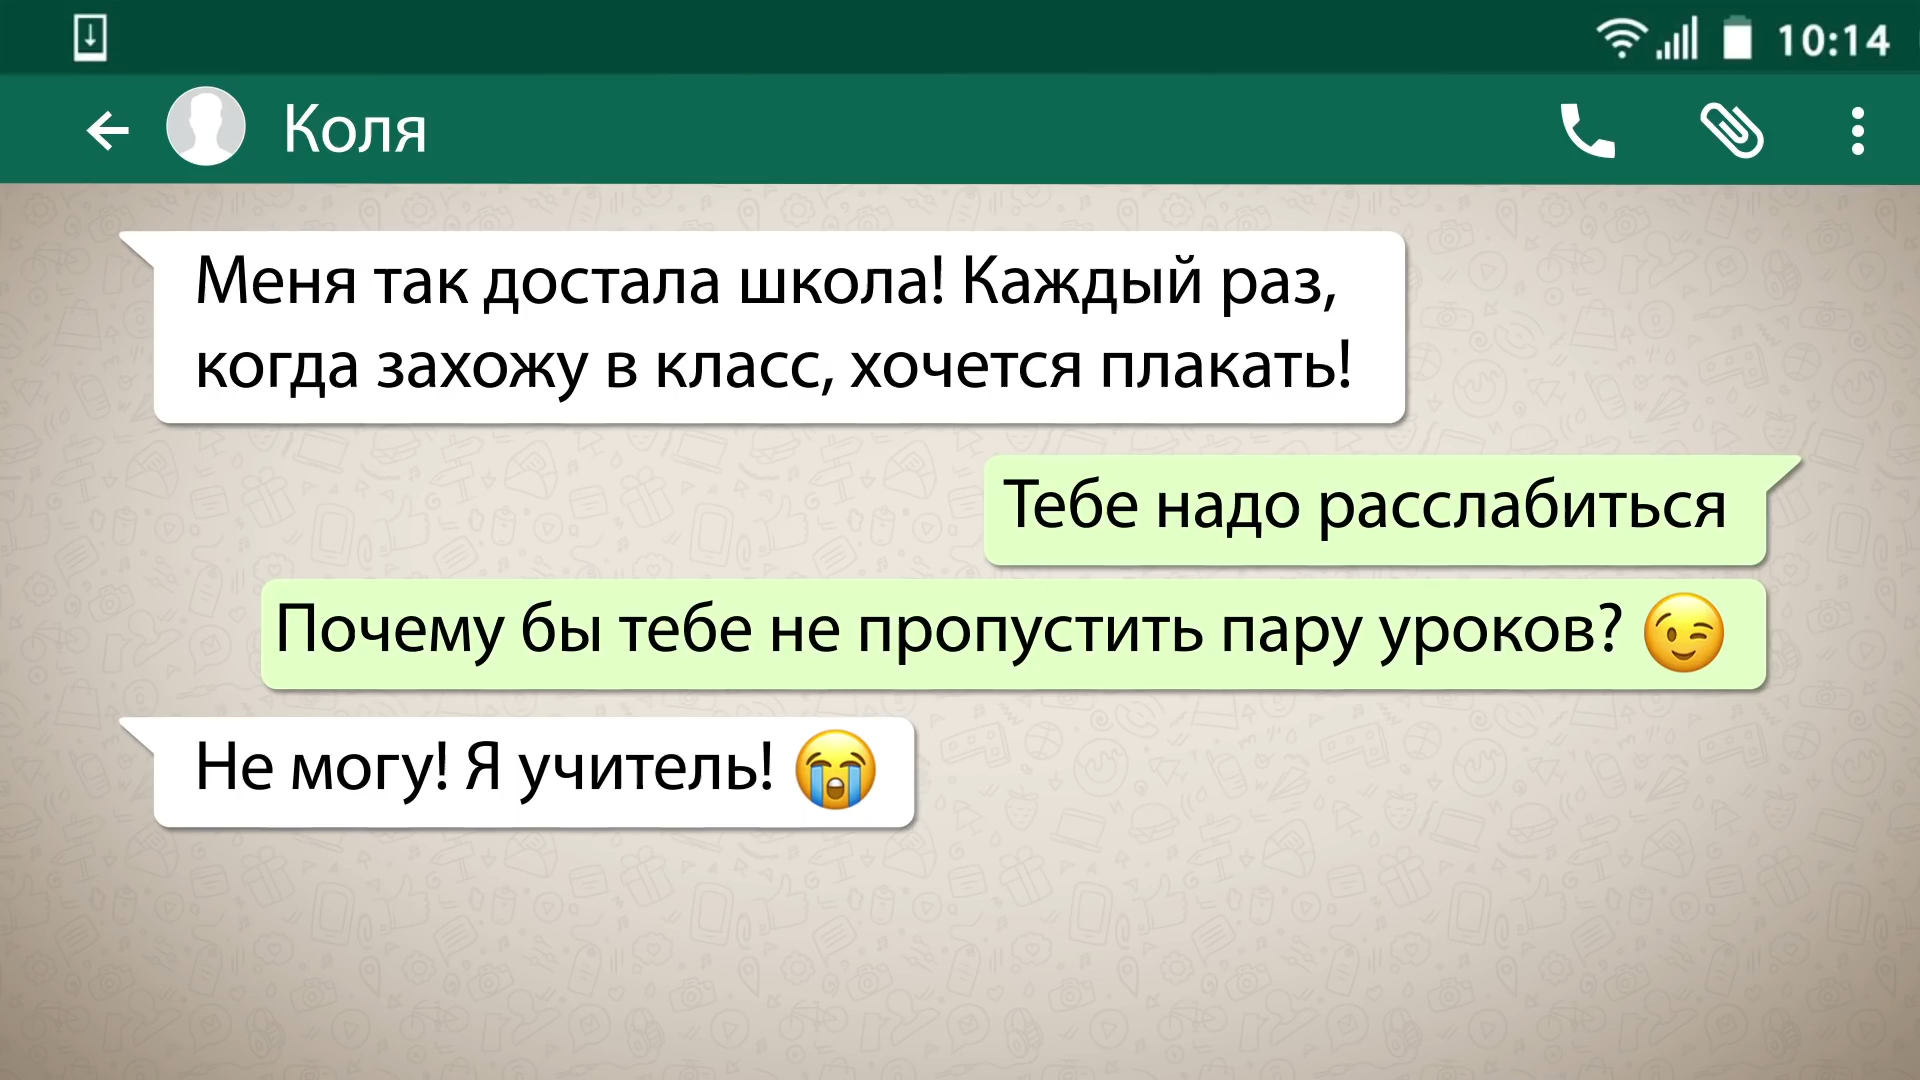 10:14
Коля
Меня так достала школа! Каждый раз,
когда захожу в класс, хочется плакать!
Тебе надо расслабиться
Почему бы тебе не пропустить пару уроков? 😉
Не могу! Я учитель! 😭